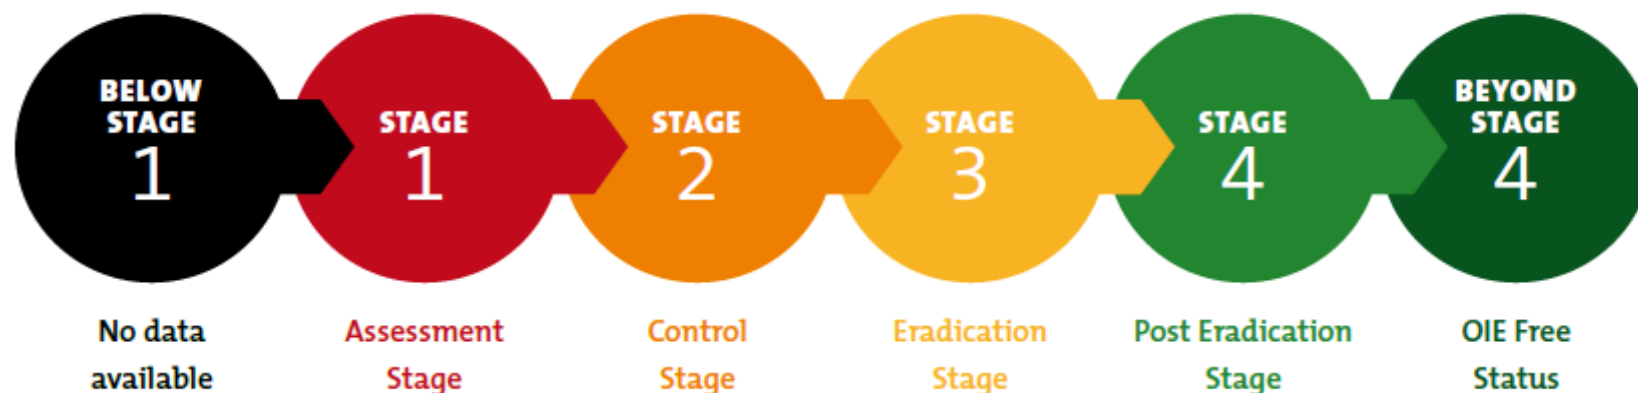 BELOW
STAGE
1
STAGE
1
STAGE
2
STAGE
3
STAGE
4
BEYOND
STAGE
4
No data
available
Assessment
Stage
Control
Stage
Eradication
Stage
Post Eradication
Stage
OIE Free
Status